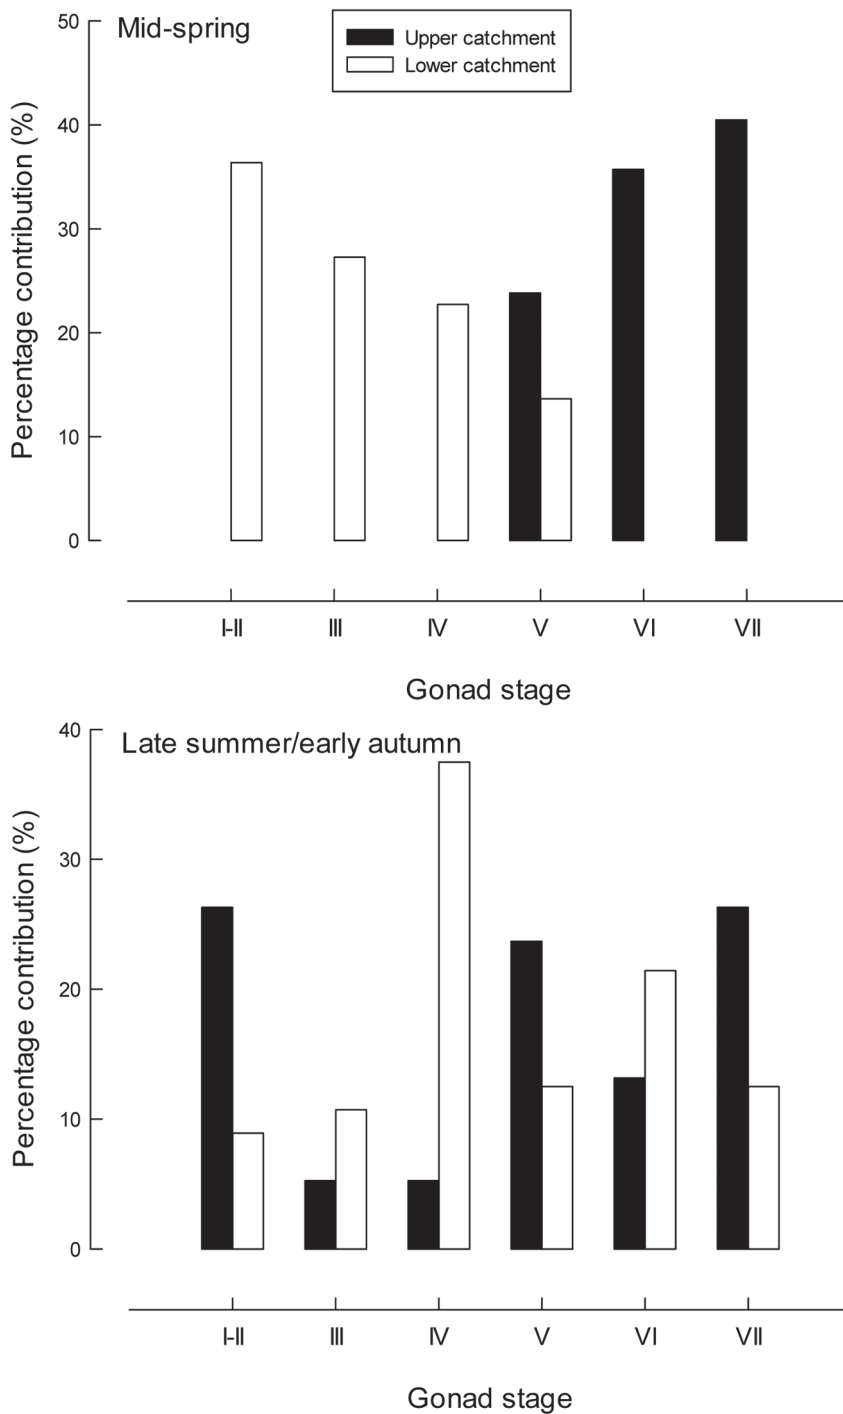 Mid-spring
Upper catchment
Lower catchment
Percentage contribution (%)
50
40
30
20
10
0
I-II III IV V VI VII
Gonad stage
Late summer/early autumn
Percentage contribution (%)
40
30
20
10
0
I-II III IV V VI VII
Gonad stage